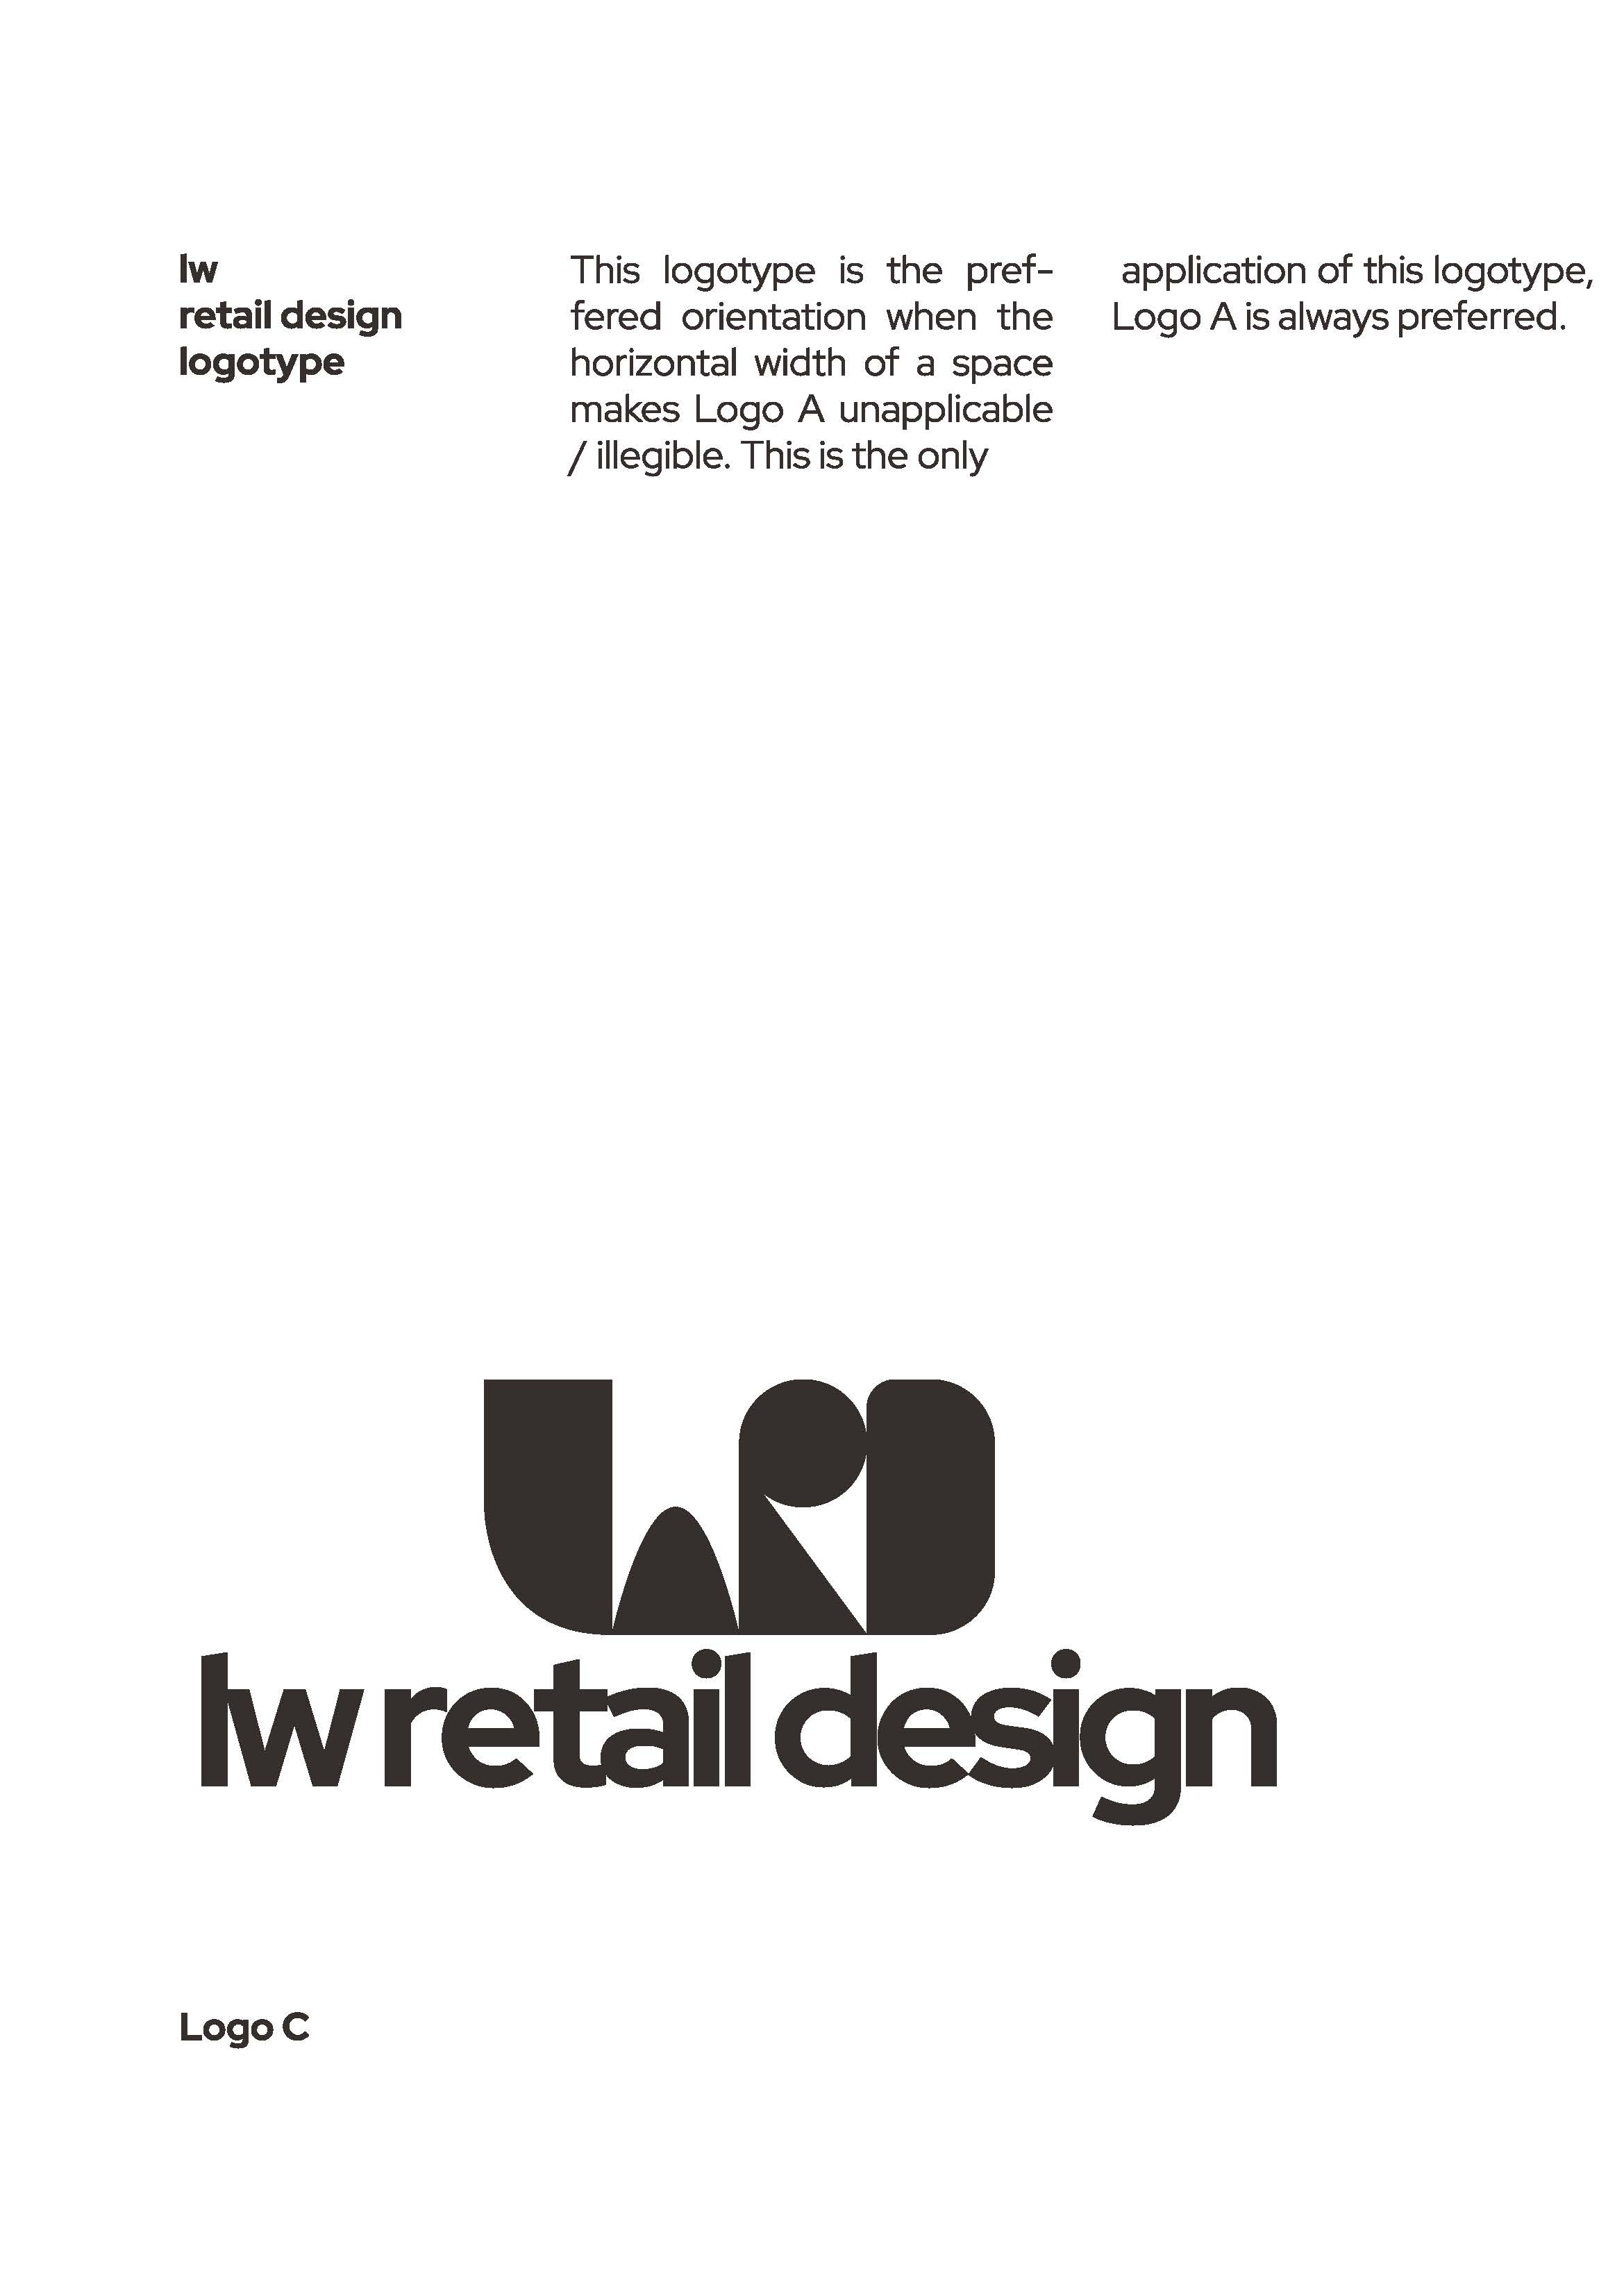 lw
retail design
logotype
This logotype is the pref-
fered orientation when the
horizontal width of a space
makes Logo A unapplicable
/ illegible. This is the only
application of this logotype,
Logo A is always preferred.
LWRD
lw retail design
Logo C